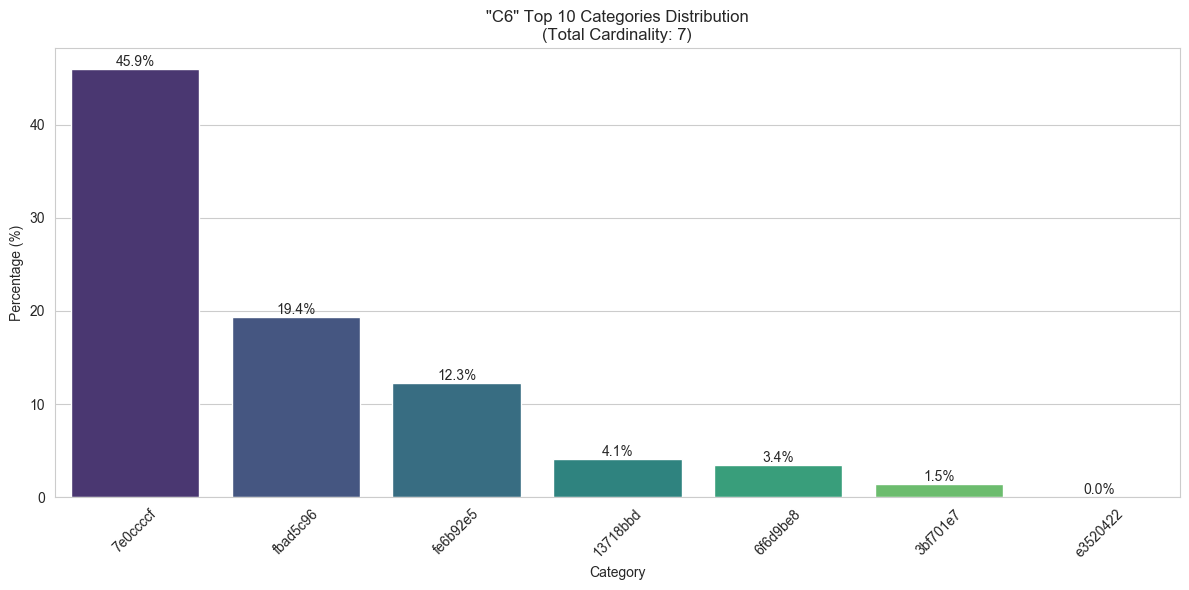 "C6" Top 10 Categories Distribution
(Total Cardinality: 7)
Percentage (%)
40
30
20
10
0
45.9%
19.4%
12.3%
4.1%
3.4%
1.5%
0.0%
7e0ccccf
fbad5c96
fe6b92e5
13718bbd
6f6d9be8
3bf701e7
e3520422
Category